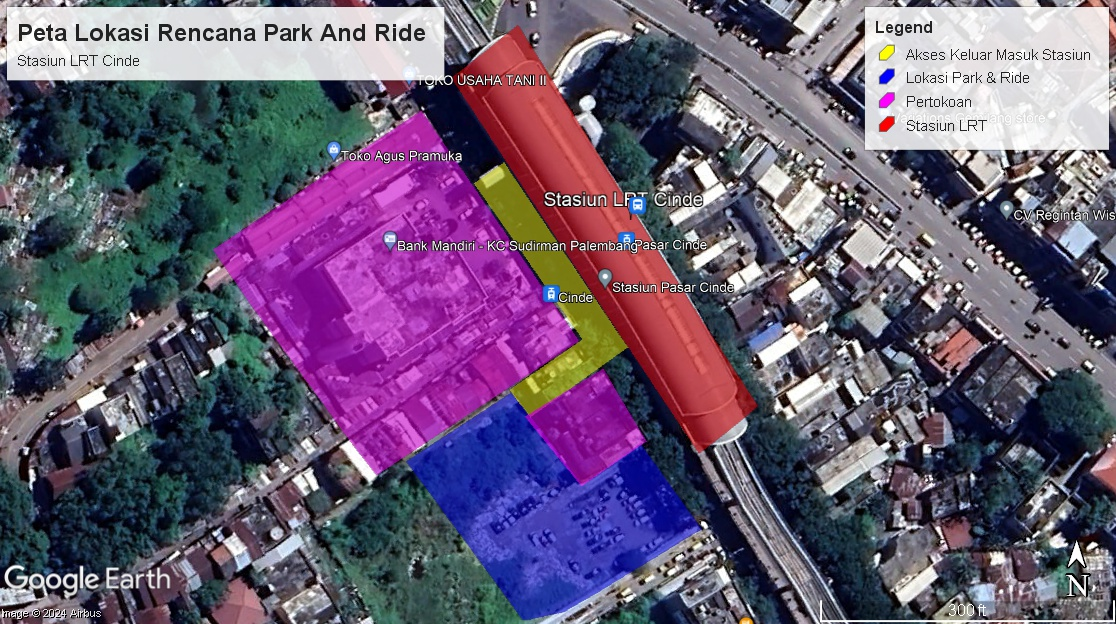 Peta Lokasi Rencana Park And Ride
Stasiun LRT Cinde
Legend
Akses Keluar Masuk Stasiun
Lokasi Park & Ride
Pertokoan
Stasiun LRT
TOKO USAHA TANI II
Toko Agus Pramuka
Stasiun LRT Cinde
CV Regintan Wis
Bank Mandiri - KC Sudirman Palembang
Pasar Cinde
Stasiun Pasar Cinde
Cinde
Google Earth
Image © 2024 Airbus
N
300 ft